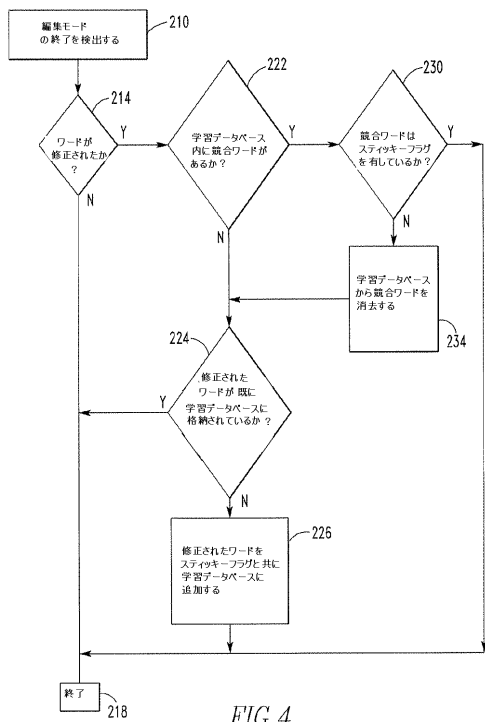 編集モード
の終了を検出する
210
214
ワードが
修正されたか
?
Y
N
222
学習データベース
内に競合ワードが
あるか?
Y
N
230
競合ワードは
スティッキーフラグ
を有しているか?
Y
N
学習データベース
から競合ワードを
消去する
234
224
修正された
ワードが既に
学習データベースに
格納されているか?
Y
N
226
修正されたワードを
スティッキーフラグと共に
学習データベースに
追加する
終了
218
FIG.4